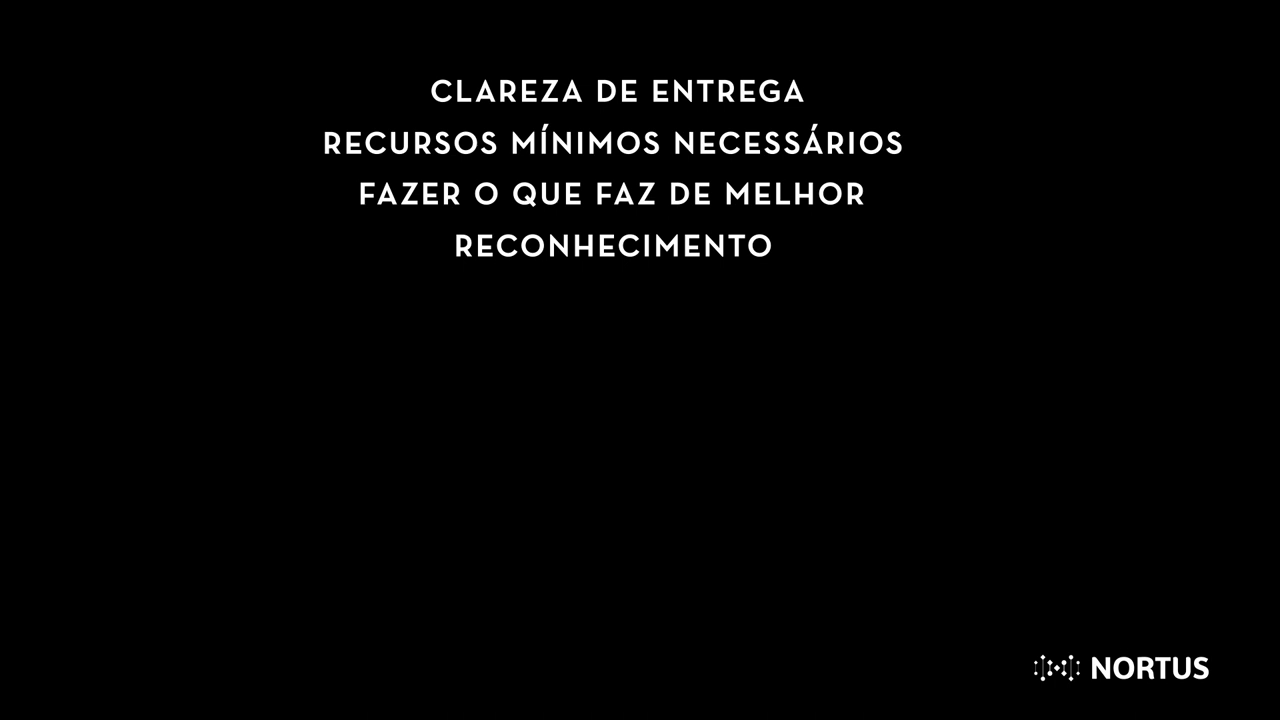 CLAREZA DE ENTREGA
RECURSOS MÍNIMOS NECESSÁRIOS
FAZER O QUE FAZ DE MELHOR
RECONHECIMENTO
NORTUS